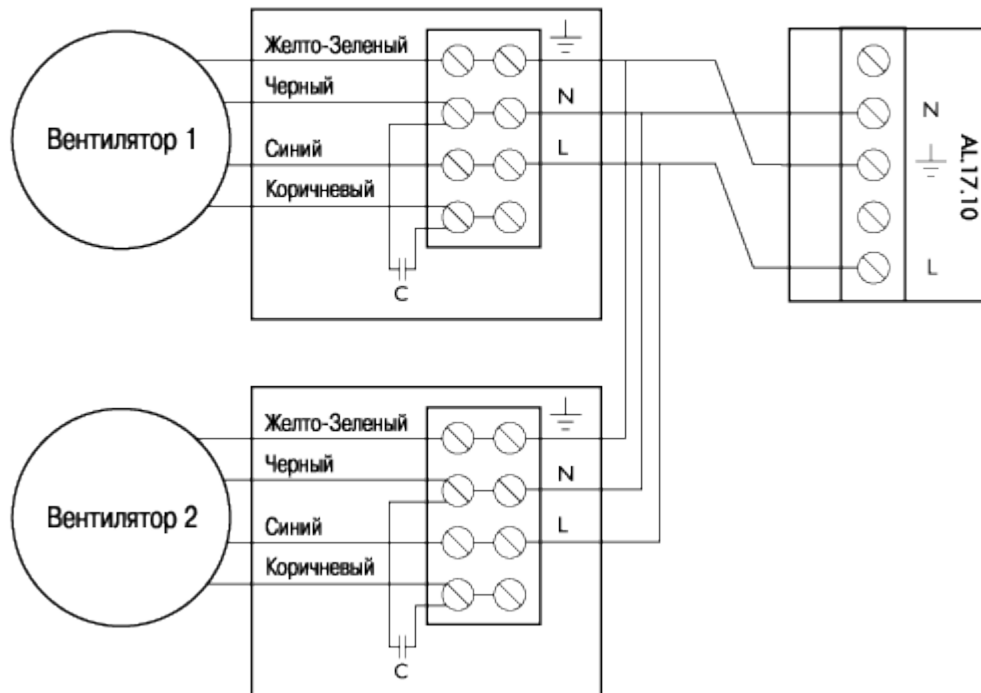 Желто-Зеленый
Черный
Вентилятор 1
Синий
Коричневый
N
L
C
N
L
AL.17.10
Желто-Зеленый
Черный
Вентилятор 2
Синий
Коричневый
N
L
C